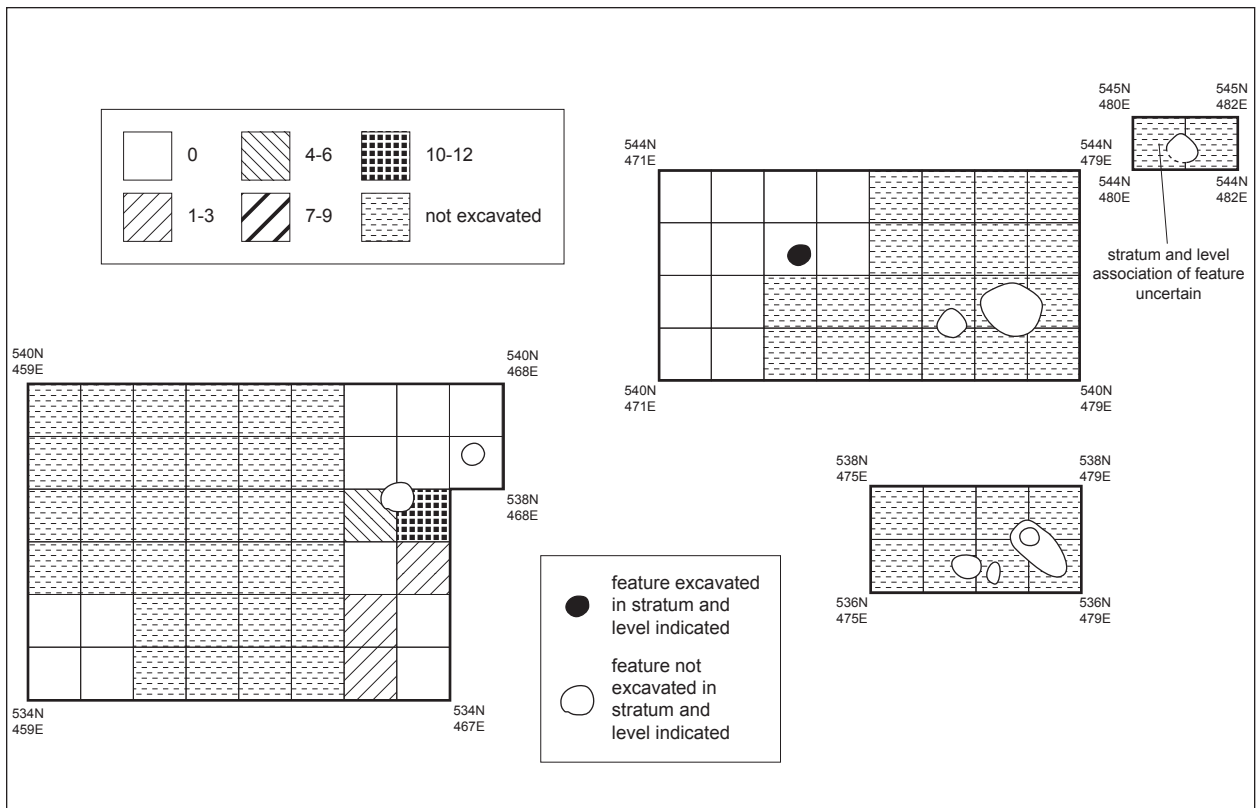 0
4-6
10-12
1-3
7-9
not excavated
545N
480E
545N
482E
544N
480E
544N
482E
stratum and level
association of feature
uncertain
544N
471E
544N
479E
540N
471E
540N
479E
540N
459E
540N
468E
538N
468E
534N
459E
534N
467E
538N
475E
538N
479E
536N
475E
536N
479E
feature excavated
in stratum and
level indicated
feature not
excavated in
stratum and
level indicated